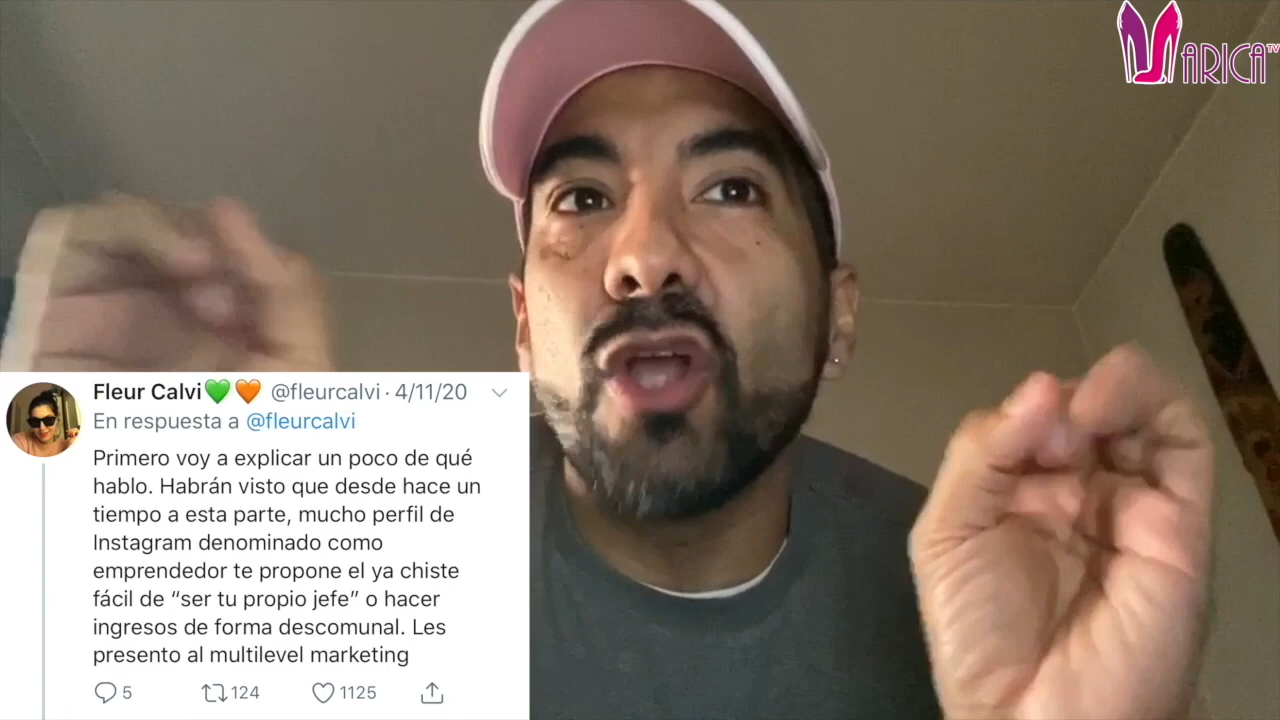 MARICA TV
Fleur Calvi💚🧡 @fleurcalvi · 4/11/20
En respuesta a @fleurcalvi
Primero voy a explicar un poco de qué
hablo. Habrán visto que desde hace un
tiempo a esta parte, mucho perfil de
Instagram denominado como
emprendedor te propone el ya chiste
fácil de “ser tu propio jefe” o hacer
ingresos de forma descomunal. Les
presento al multilevel marketing
5 124 1125